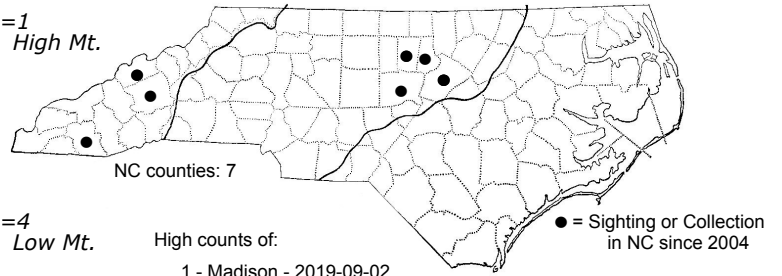 =1
High Mt.
NC counties: 7
=4
Low Mt.
High counts of:
1 - Madison - 2019-09-02
● = Sighting or Collection
in NC since 2004